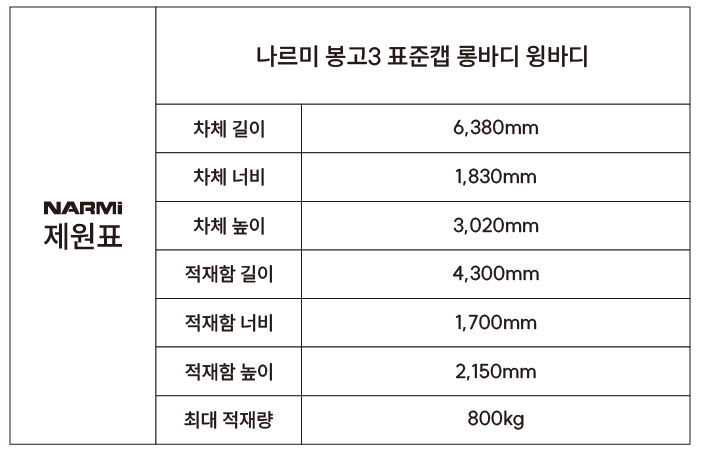 NARMi
제원표
나르미 봉고3 표준캡 롱바디 윙바디
차체 길이 6,380mm
차체 너비 1,830mm
차체 높이 3,020mm
적재함 길이 4,300mm
적재함 너비 1,700mm
적재함 높이 2,150mm
최대 적재량 800kg